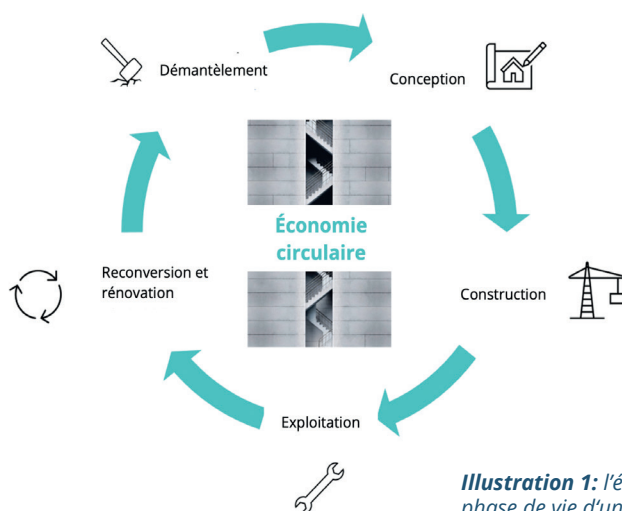 Démantèlement
Conception
Économie
circulaire
Reconversion et
rénovation
Construction
Exploitation
Illustration 1: l'é
phase de vie d'un